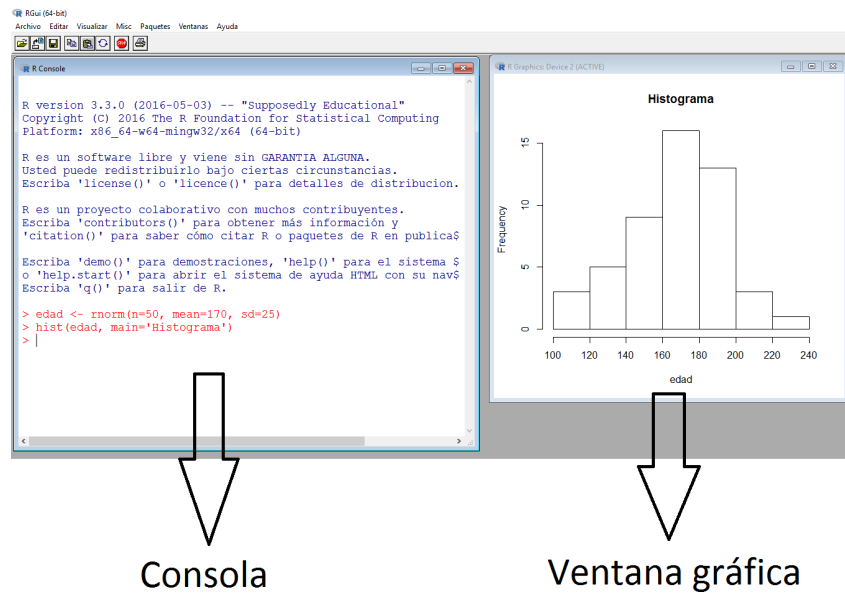 RGui (64-bit)
Archivo Editar Visualizar Misc Paquetes Ventanas Ayuda
STOP
R Console
R version 3.3.0 (2016-05-03) -- "Supposedly Educational"
Copyright (C) 2016 The R Foundation for Statistical Computing
Platform: x86_64-w64-mingw32/x64 (64-bit)
R es un software libre y viene sin GARANTIA ALGUNA.
Usted puede redistribuirlo bajo ciertas circunstancias.
Escriba 'license()' o 'licence()' para detalles de distribucion.
R es un proyecto colaborativo con muchos contribuyentes.
Escriba 'contributors()' para obtener más información y
'citation()' para saber cómo citar R o paquetes de R en publica$
Escriba 'demo()' para demostraciones, 'help()' para el sistema $
o 'help.start()' para abrir el sistema de ayuda HTML con su nav$
Escriba 'q()' para salir de R.
> edad <- rnorm(n=50, mean=170, sd=25)
> hist(edad, main='Histograma')
>
R Graphics: Device 2 (ACTIVE)
Histograma
Frequency
15
10
5
0
100 120 140 160 180 200 220 240
edad
Consola
Ventana gráfica